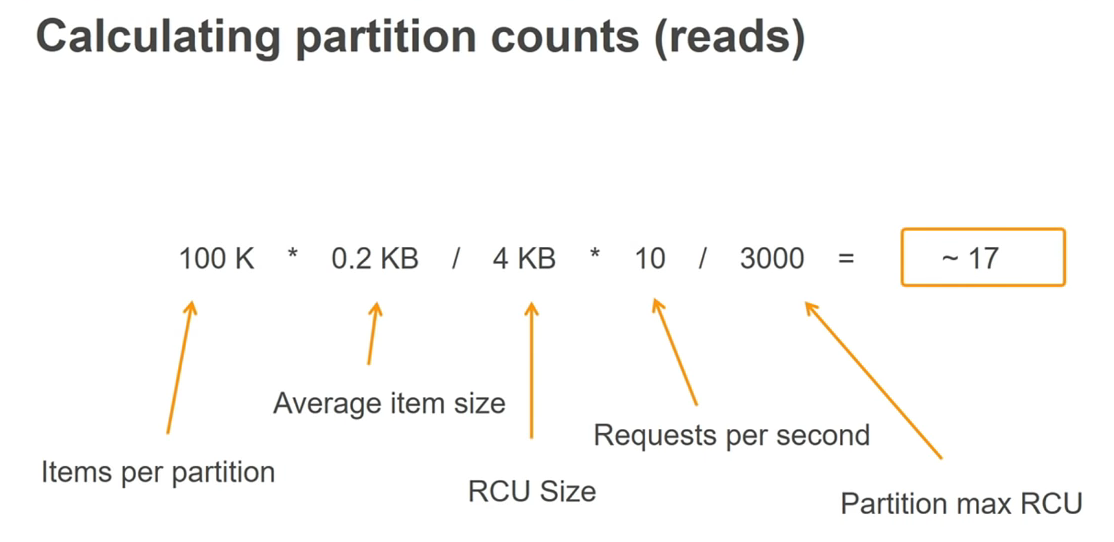 Calculating partition counts (reads)
100 K * 0.2 KB / 4 KB * 10 / 3000 = ~ 17
Average item size
Requests per second
Items per partition
RCU Size
Partition max RCU